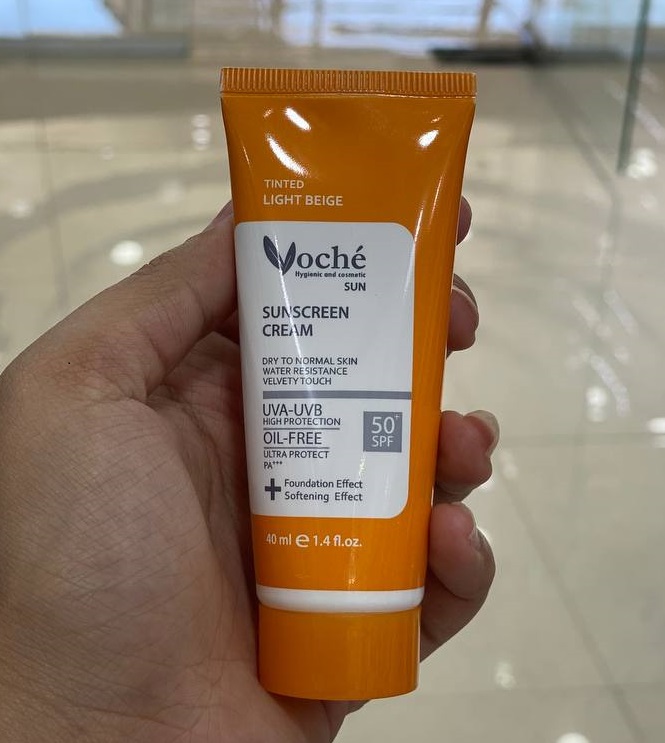 TINTED
LIGHT BEIGE
Voché
Hygienic and cosmetic
SUN
SUNSCREEN
CREAM
DRY TO NORMAL SKIN
WATER RESISTANCE
VELVETY TOUCH
UVA-UVB
HIGH PROTECTION
OIL-FREE
ULTRA PROTECT
PA+++
50+
SPF
+ Foundation Effect
Softening Effect
40 ml e 1.4 fl.oz.